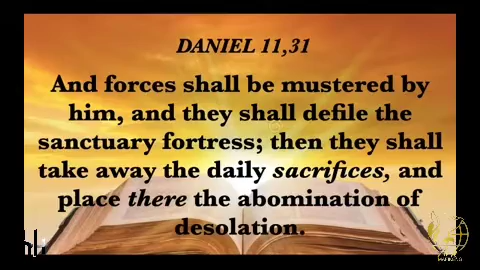 DANIEL 11,31
And forces shall be mustered by
him, and they shall defile the
sanctuary fortress; then they shall
take away the daily sacrifices, and
place there the abomination of
desolation.